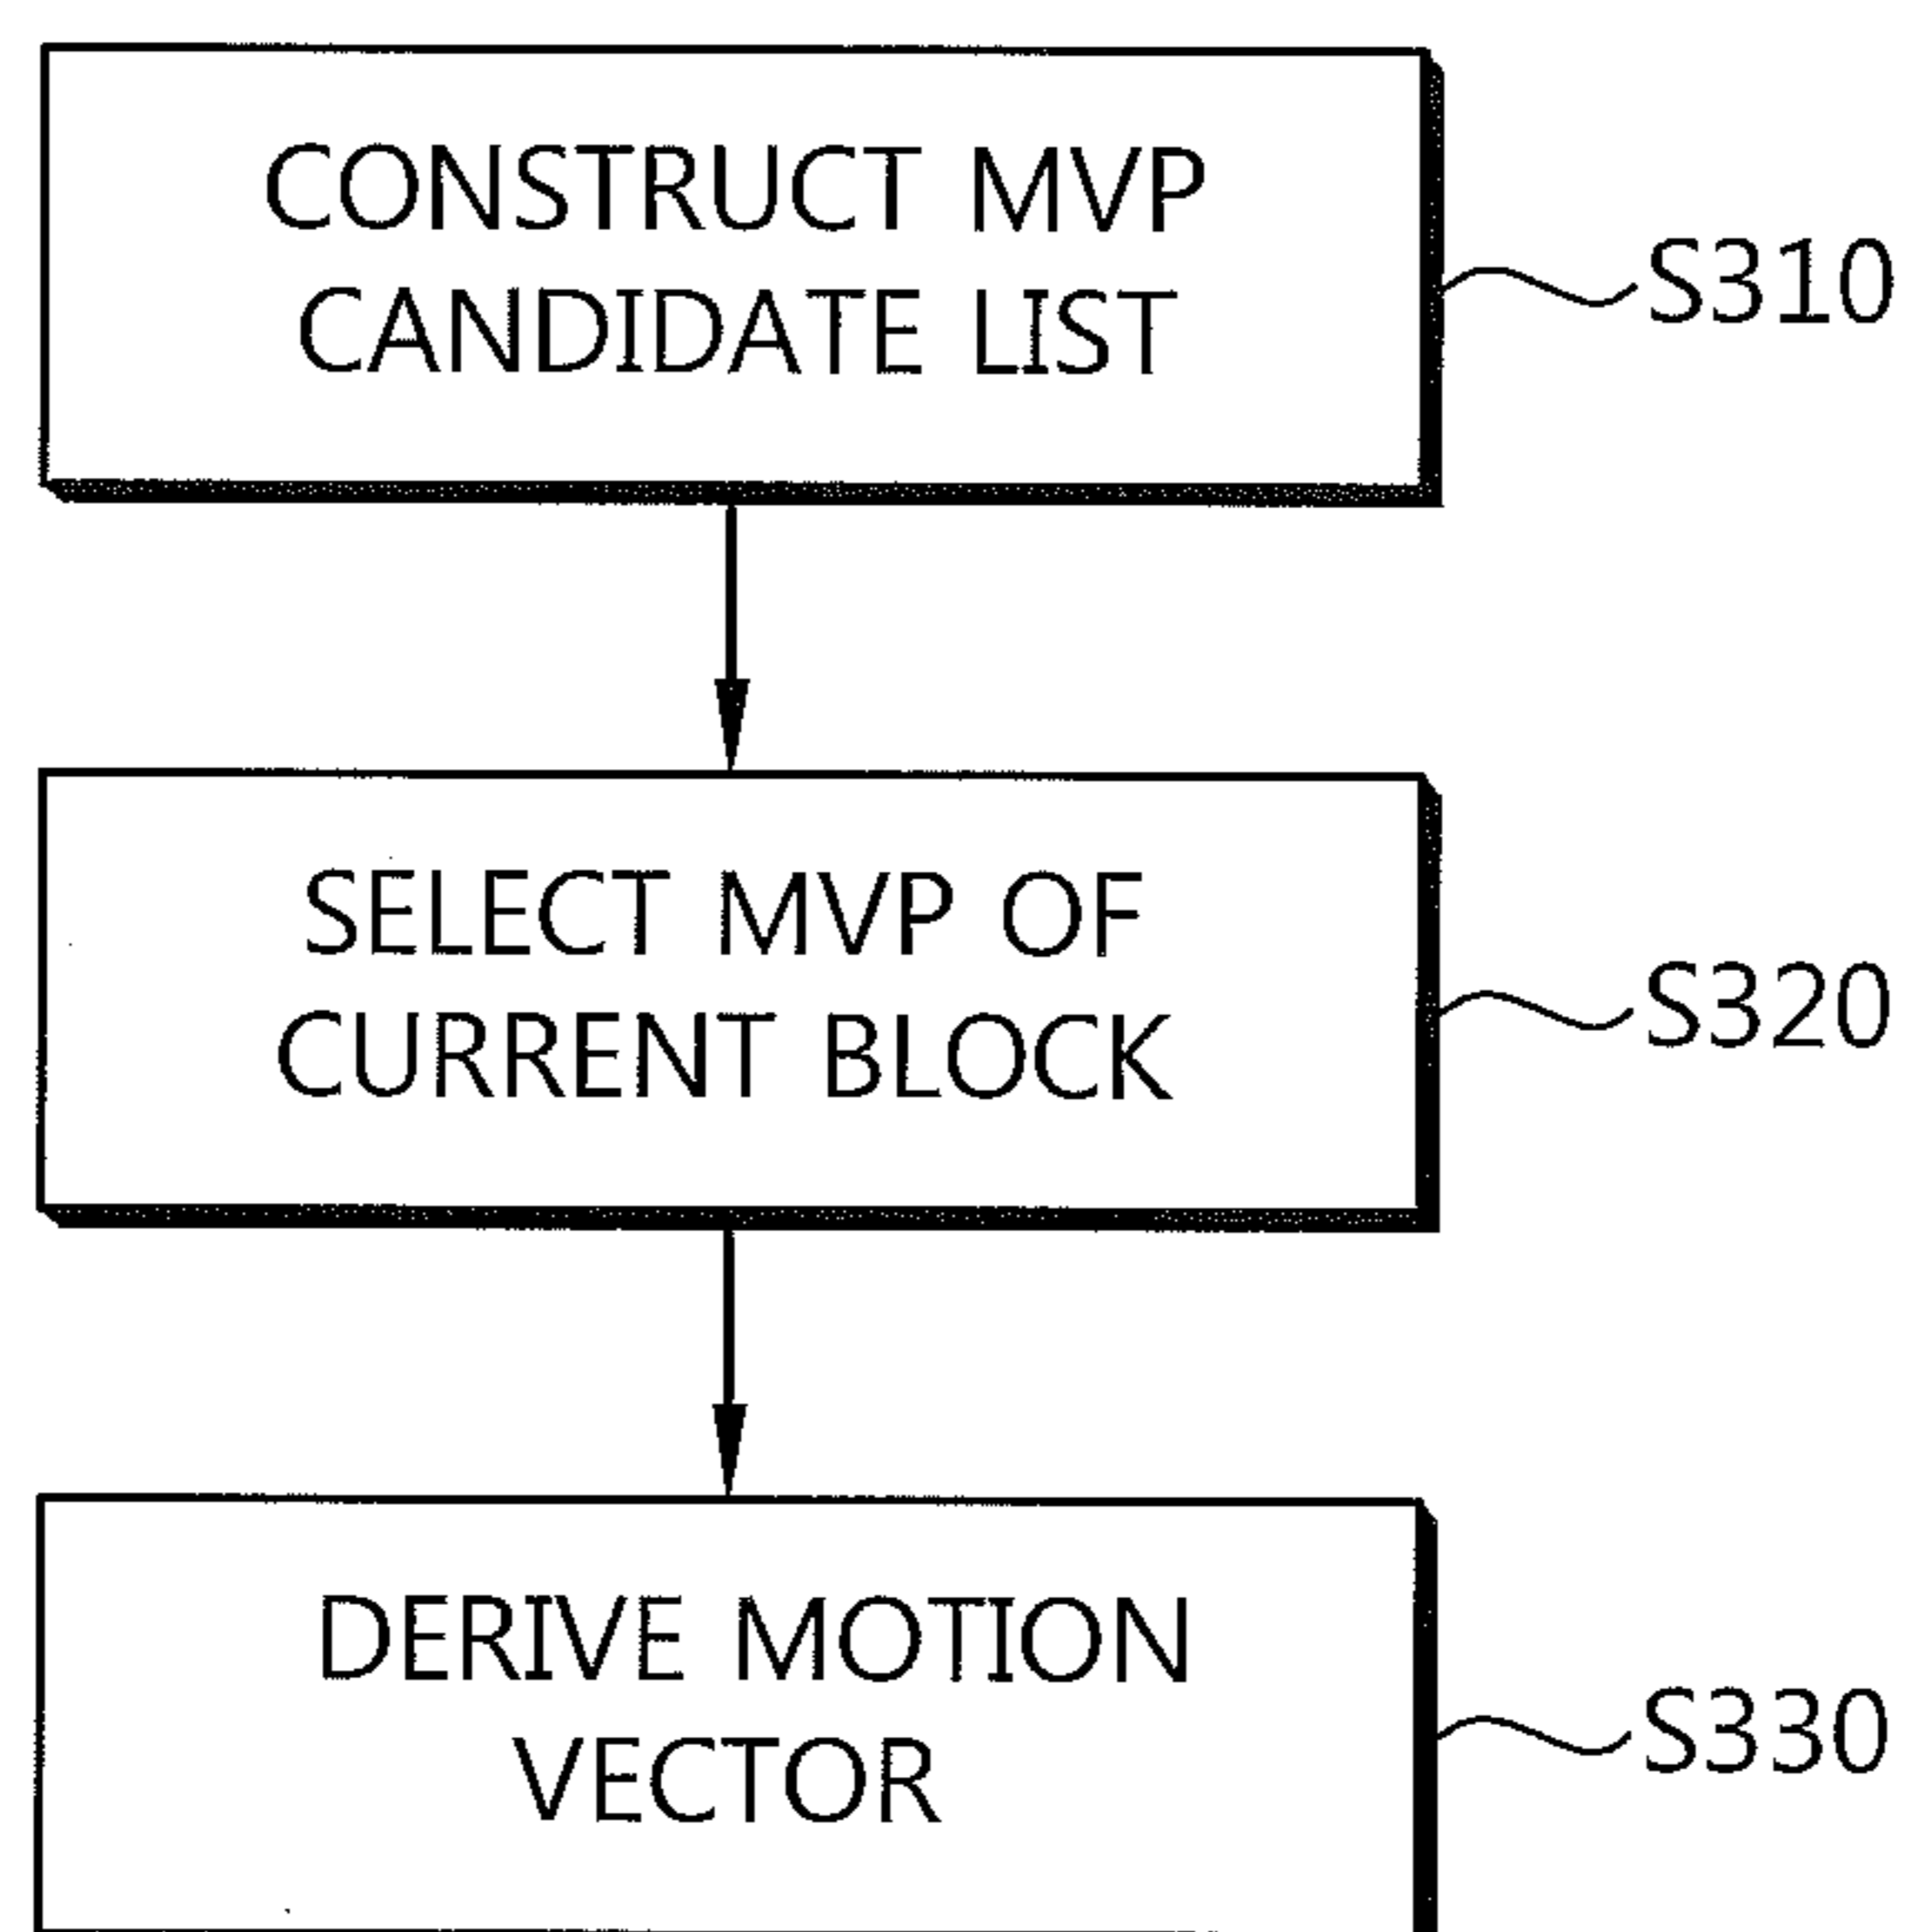 CONSTRUCT MVP
CANDIDATE LIST
S310
SELECT MVP OF
CURRENT BLOCK
S320
DERIVE MOTION
VECTOR
S330